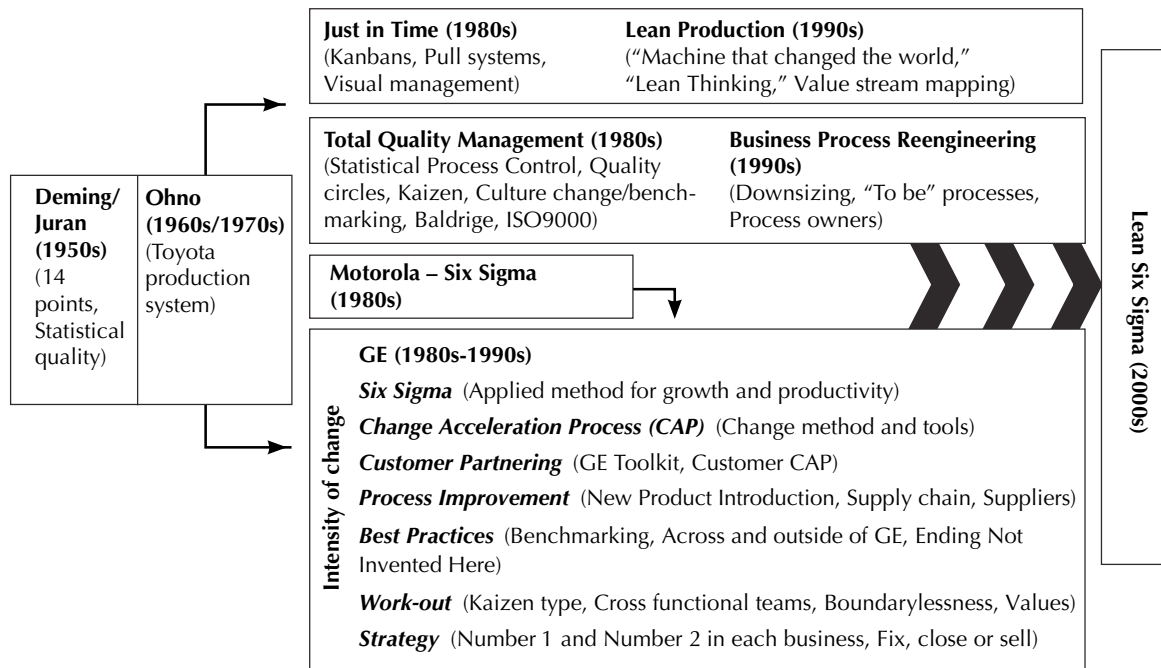 Deming/
Juran
(1950s)
(14
points,
Statistical
quality)
Ohno
(1960s/1970s)
(Toyota
production
system)
Just in Time (1980s)
(Kanbans, Pull systems,
Visual management)
Lean Production (1990s)
(“Machine that changed the world,”
“Lean Thinking,” Value stream mapping)
Total Quality Management (1980s)
(Statistical Process Control, Quality
circles, Kaizen, Culture change/bench-
marking, Baldrige, ISO9000)
Business Process Reengineering
(1990s)
(Downsizing, “To be” processes,
Process owners)
Motorola – Six Sigma
(1980s)
Intensity of change
GE (1980s-1990s)
Six Sigma (Applied method for growth and productivity)
Change Acceleration Process (CAP) (Change method and tools)
Customer Partnering (GE Toolkit, Customer CAP)
Process Improvement (New Product Introduction, Supply chain, Suppliers)
Best Practices (Benchmarking, Across and outside of GE, Ending Not
Invented Here)
Work-out (Kaizen type, Cross functional teams, Boundarylessness, Values)
Strategy (Number 1 and Number 2 in each business, Fix, close or sell)
Lean Six Sigma (2000s)